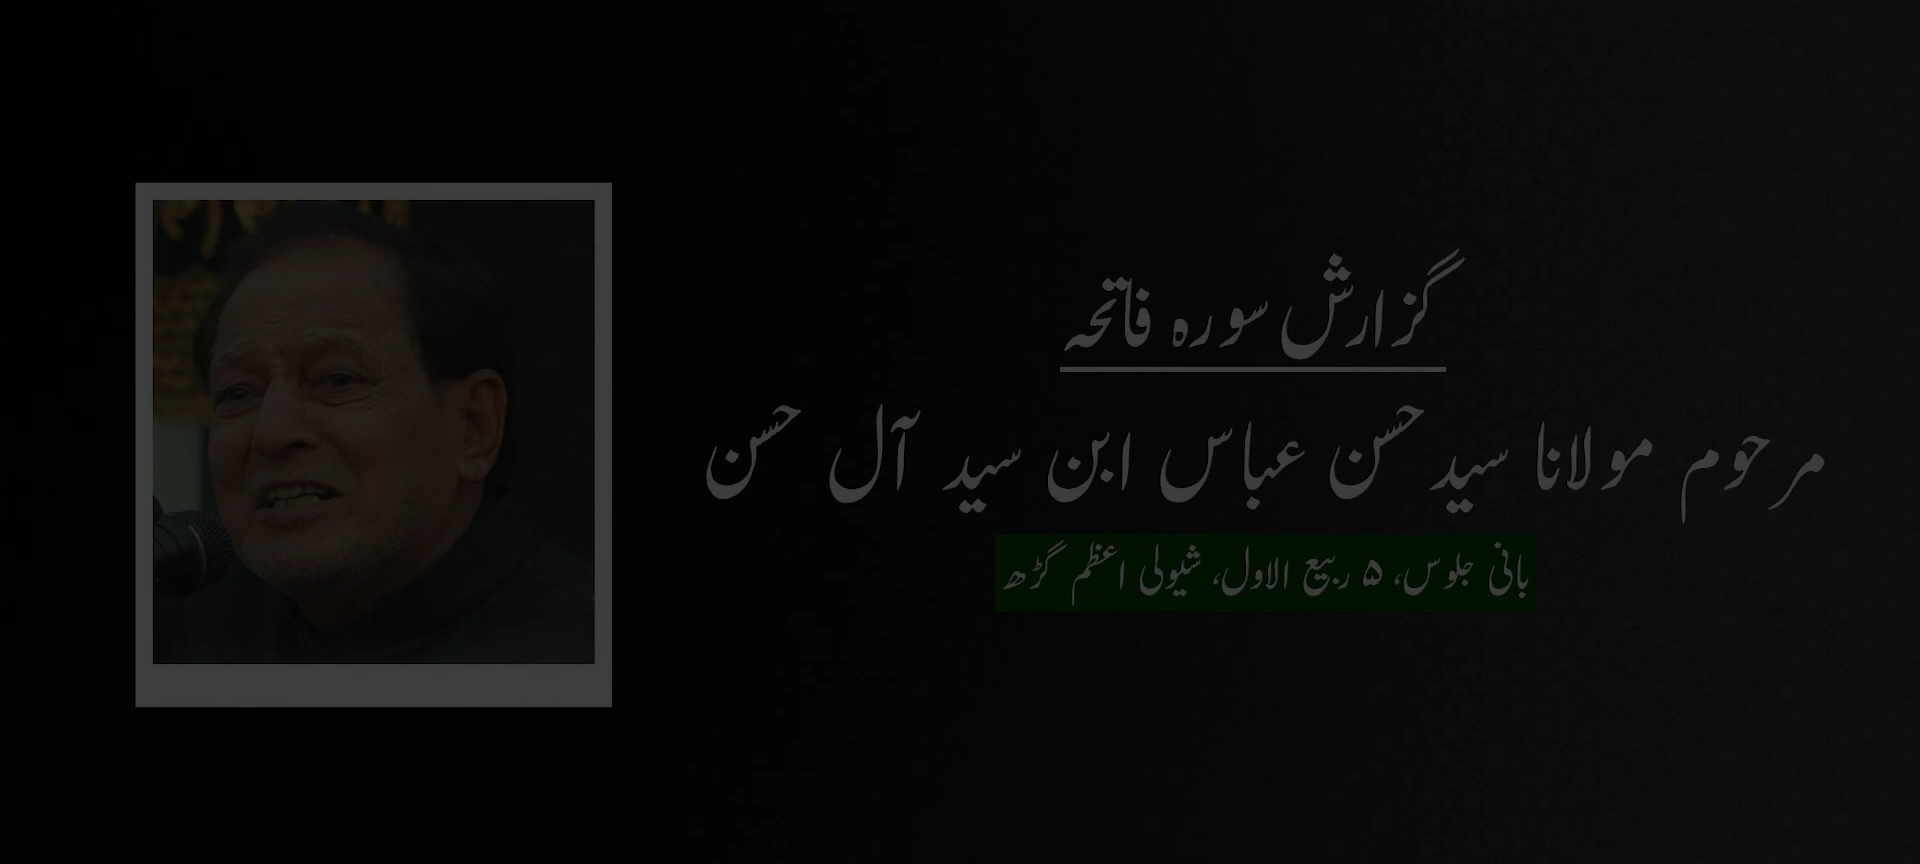 گزارش سورہ فاتحہ
مرحوم مولانا سید حسن عباس ابن سید آل حسن
بانی جلوس، ۵ ربیع الاول، شیولی اعظم گڑھ